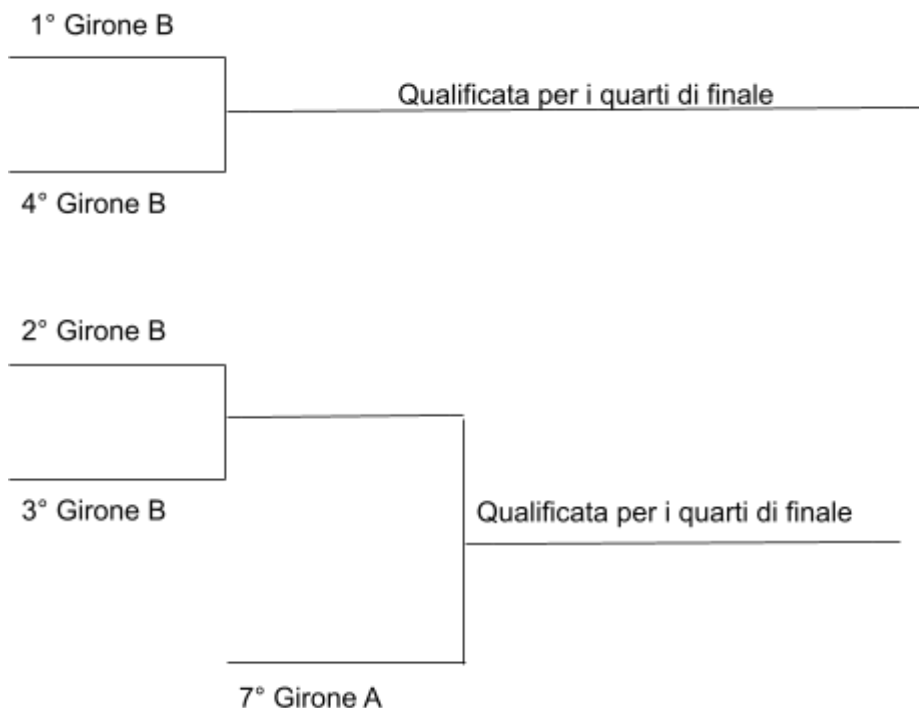 1° Girone B
Qualificata per i quarti di finale
4° Girone B
2° Girone B
3° Girone B
Qualificata per i quarti di finale
7° Girone A